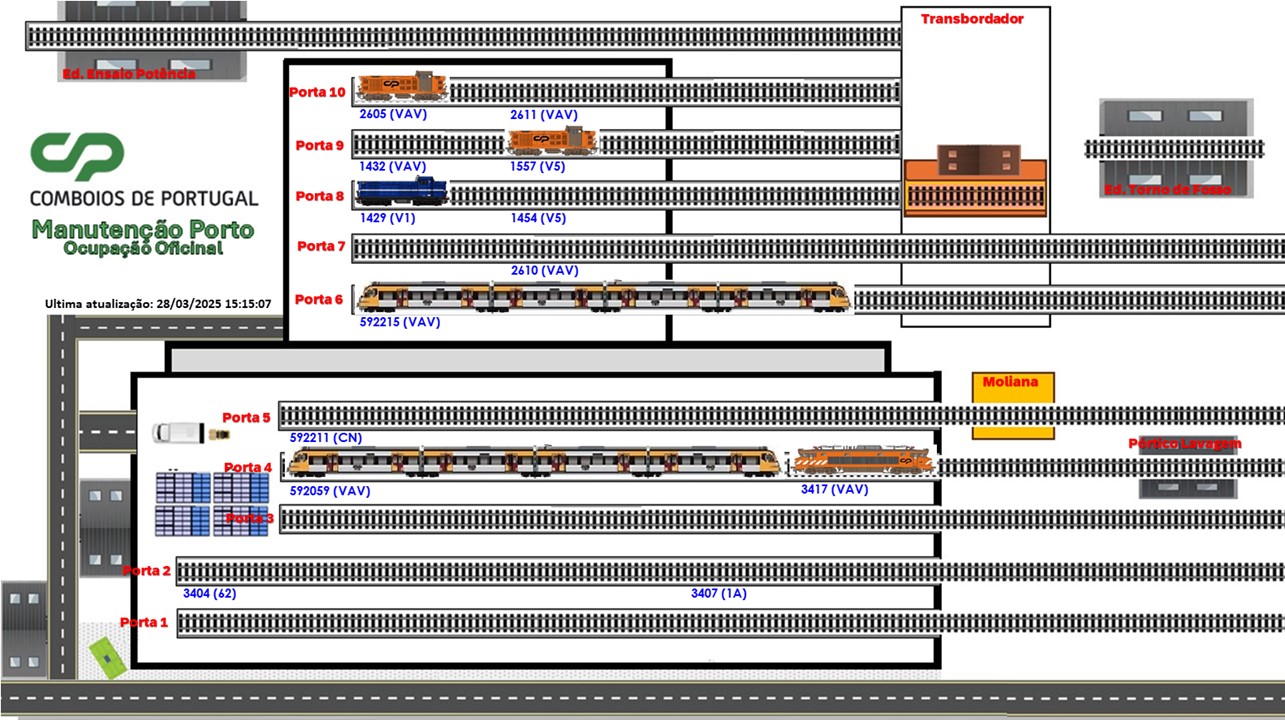 Transbordador
Ed. Ensaio Potência
Porta 10
2605 (VAV)
2611 (VAV)
Porta 9
1432 (VAV)
1557 (V5)
Porta 8
1429 (V1)
1454 (V5)
Porta 7
2610 (VAV)
Porta 6
592215 (VAV)
Ed. Torno de Fosso
CP
COMBOIOS DE PORTUGAL
Manutenção Porto
Ocupação Oficinal
Ultima atualização: 28/03/2025 15:15:07
Moliana
Porta 5
592211 (CN)
Pórtico Lavagem
Porta 4
592059 (VAV)
3417 (VAV)
Porta 3
Porta 2
3404 (62)
3407 (1A)
Porta 1